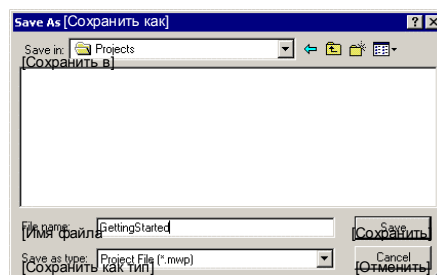 Save As [Сохранить как]
Save in: Projects
[Сохранить в]
File name: GettingStarted Save
[Имя файла [Сохранить]
Save as type: Project File (*.mwp) Cancel
[Сохранить как тип] [Отменить]